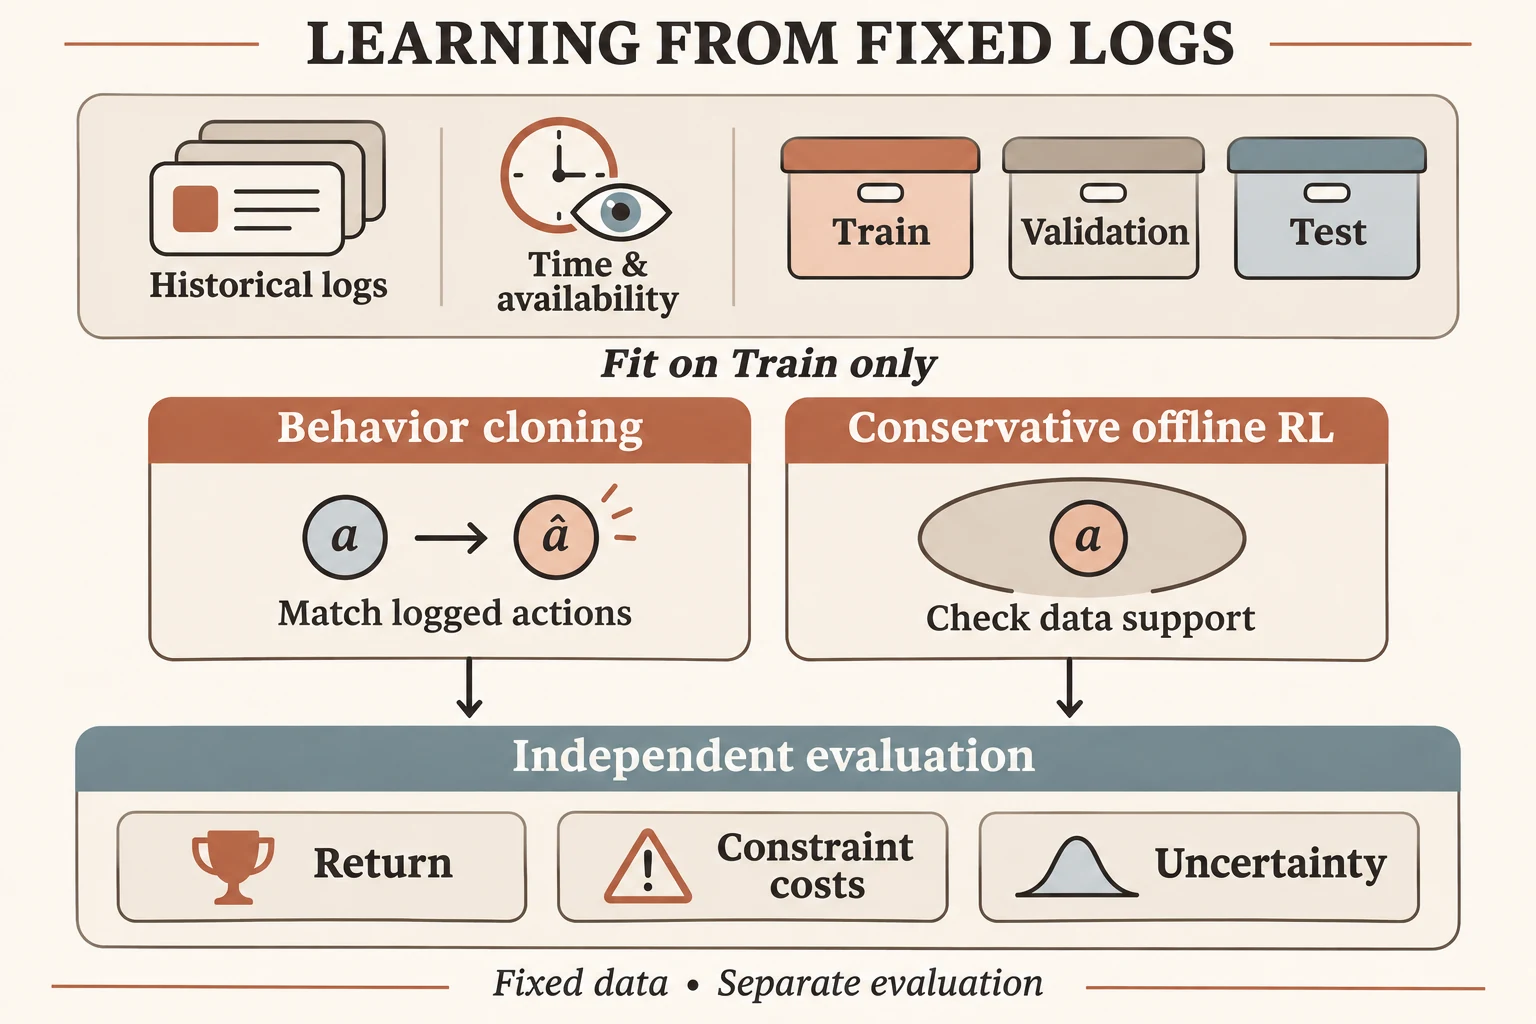 LEARNING FROM FIXED LOGS
Historical logs
Time &
availability
Train
Validation
Test
Fit on Train only
Behavior cloning
a
â
Match logged actions
Conservative offline RL
a
Check data support
Independent evaluation
Return
!
Constraint
costs
Uncertainty
Fixed data • Separate evaluation